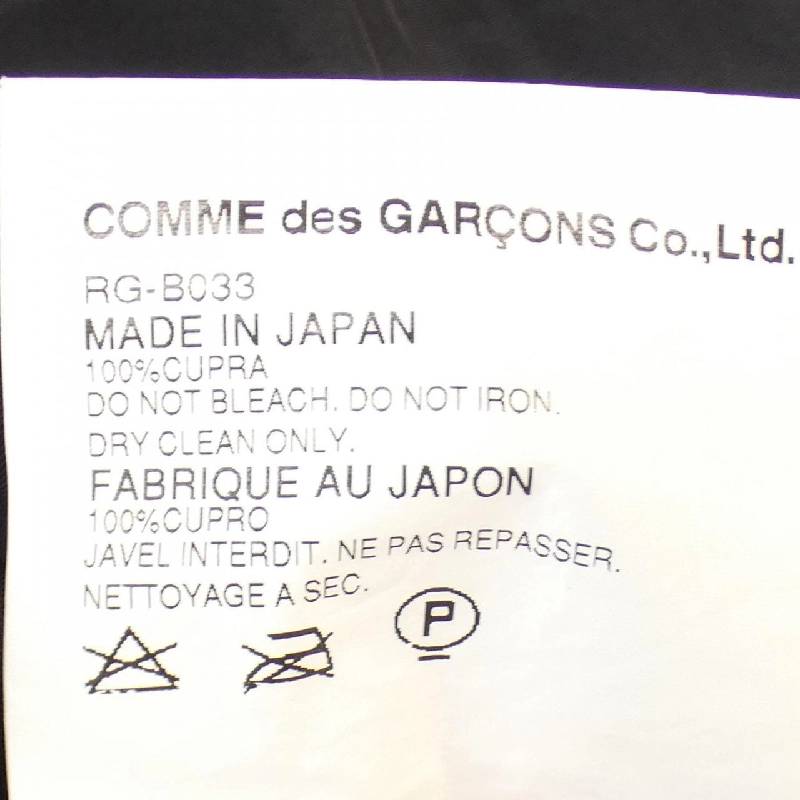 COMME des GARÇONS Co.,Ltd.
RG-B033
MADE IN JAPAN
100%CUPRA
DO NOT BLEACH. DO NOT IRON.
DRY CLEAN ONLY.
FABRIQUE AU JAPON
100%CUPRO
JAVEL INTERDIT. NE PAS REPASSER.
NETTOYAGE A SEC.
P